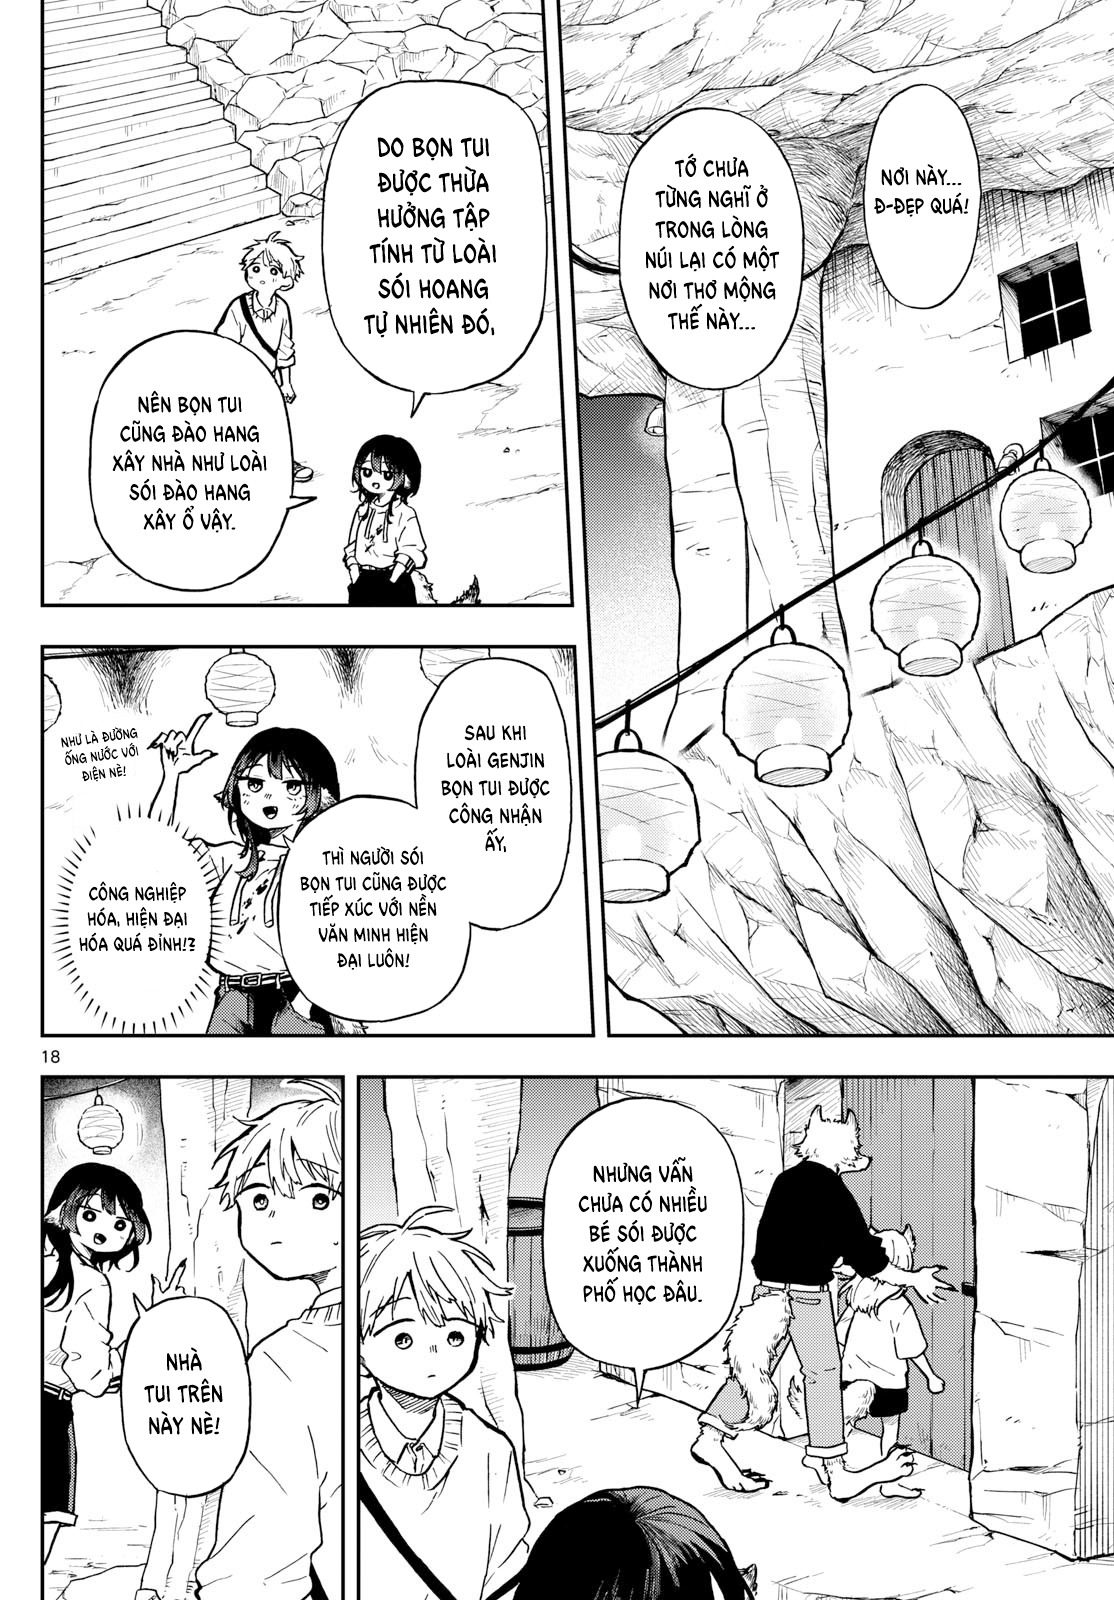 NƠI NÀY...
Đ-ĐẸP QUÁ!
TỚ CHƯA
TỪNG NGHĨ Ở
TRONG LÒNG
NÚI LẠI CÓ MỘT
NƠI THƠ MỘNG
THẾ NÀY...
DO BỌN TUI
ĐƯỢC THỪA
HƯỞNG TẬP
TÍNH TỪ LOÀI
SÓI HOANG
TỰ NHIÊN ĐÓ,
NÊN BỌN TUI
CŨNG ĐÀO HANG
XÂY NHÀ NHƯ LOÀI
SÓI ĐÀO HANG
XÂY Ổ VẬY.
SAU KHI
LOÀI GENJIN
BỌN TUI ĐƯỢC
CÔNG NHẬN
ẤY,
THÌ NGƯỜI SÓI
BỌN TUI CŨNG ĐƯỢC
TIẾP XÚC VỚI NỀN
VĂN MINH HIỆN
ĐẠI LUÔN!
NHƯ LÀ ĐƯỜNG
ỐNG NƯỚC VỚI
ĐIỆN NÈ!
CÔNG NGHIỆP
HÓA, HIỆN ĐẠI
HÓA QUÁ ĐỈNH!?
18
NHƯNG VẪN
CHƯA CÓ NHIỀU
BÉ SÓI ĐƯỢC
XUỐNG THÀNH
PHỐ HỌC ĐÂU.
NHÀ
TUI TRÊN
NÀY NÈ!